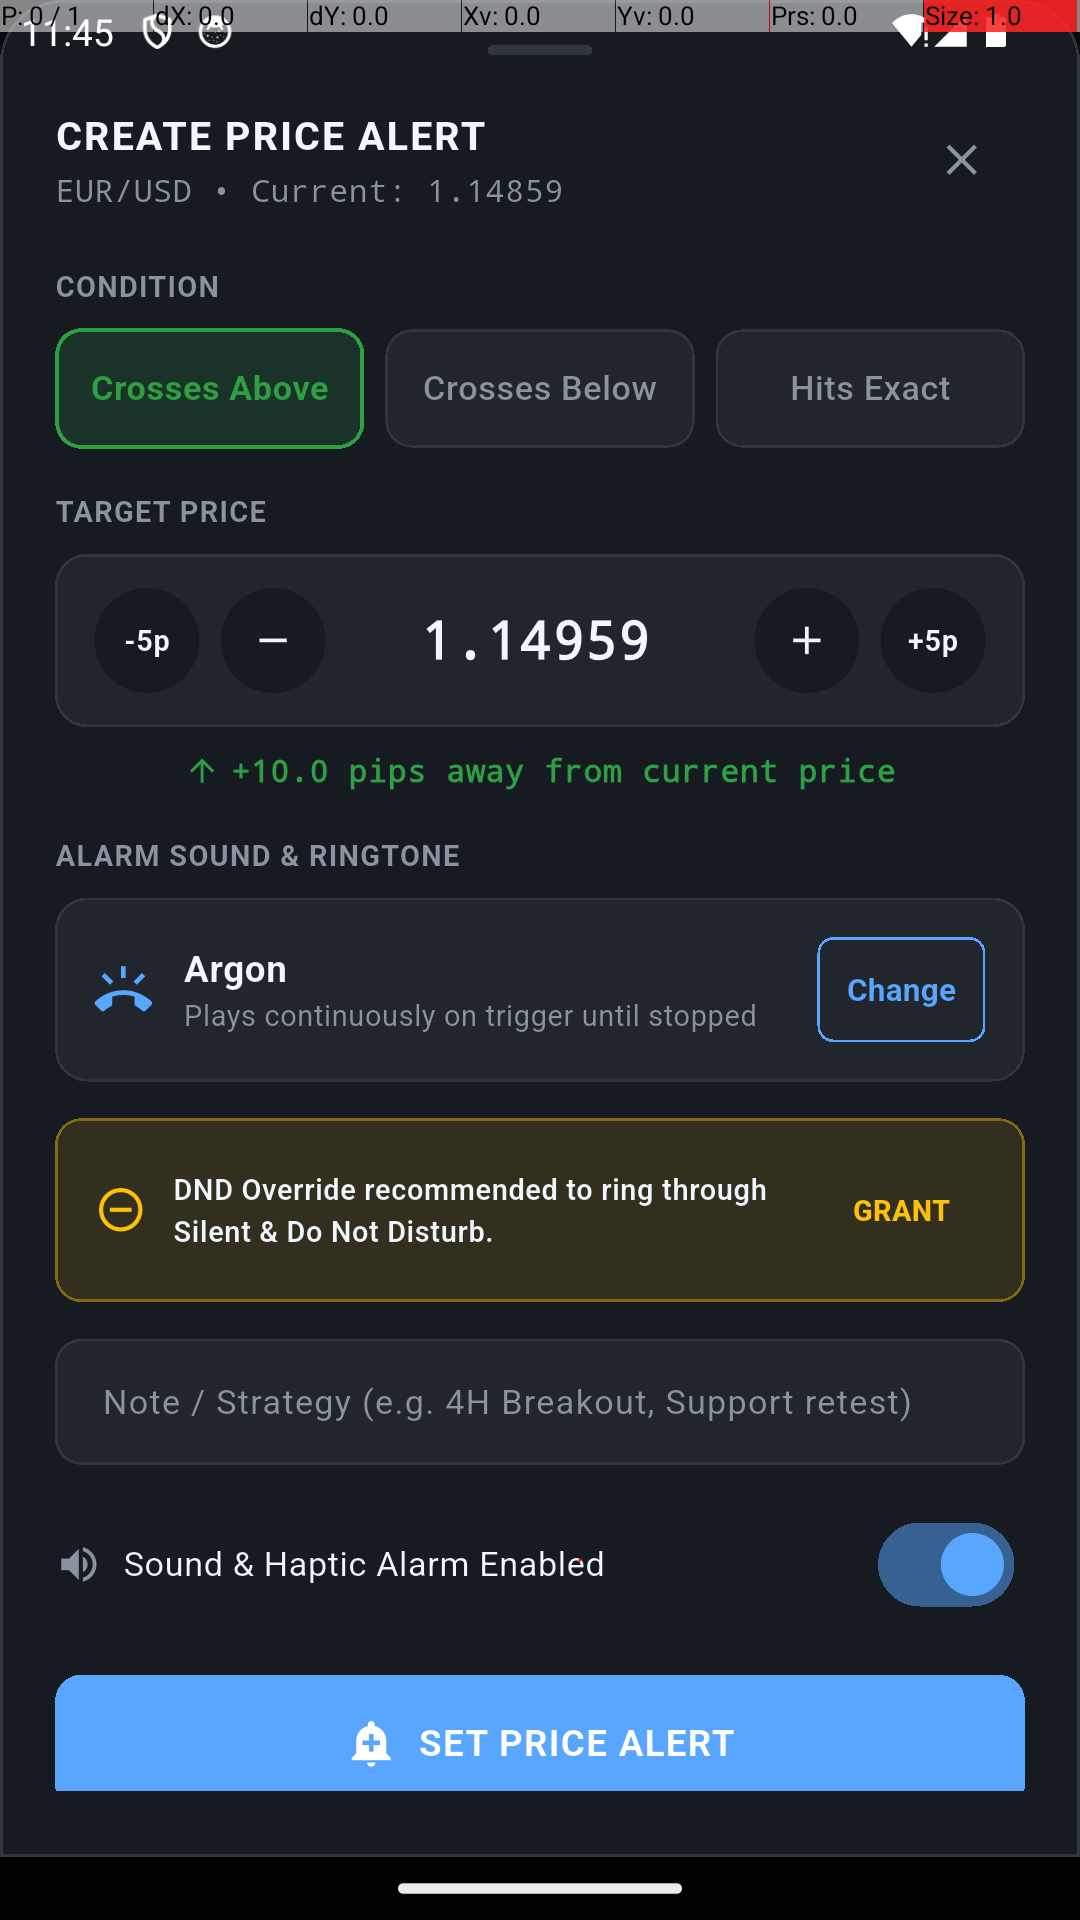 P: 0 / 1 dX: 0.0 dY: 0.0 Xv: 0.0 Yv: 0.0 Prs: 0.0 Size: 1.0
11:45
CREATE PRICE ALERT
EUR/USD • Current: 1.14859
CONDITION
Crosses Above Crosses Below Hits Exact
TARGET PRICE
-5p − 1.14959 + +5p
↑ +10.0 pips away from current price
ALARM SOUND & RINGTONE
Argon
Plays continuously on trigger until stopped
Change
DND Override recommended to ring through
Silent & Do Not Disturb.
GRANT
Note / Strategy (e.g. 4H Breakout, Support retest)
Sound & Haptic Alarm Enabled
SET PRICE ALERT